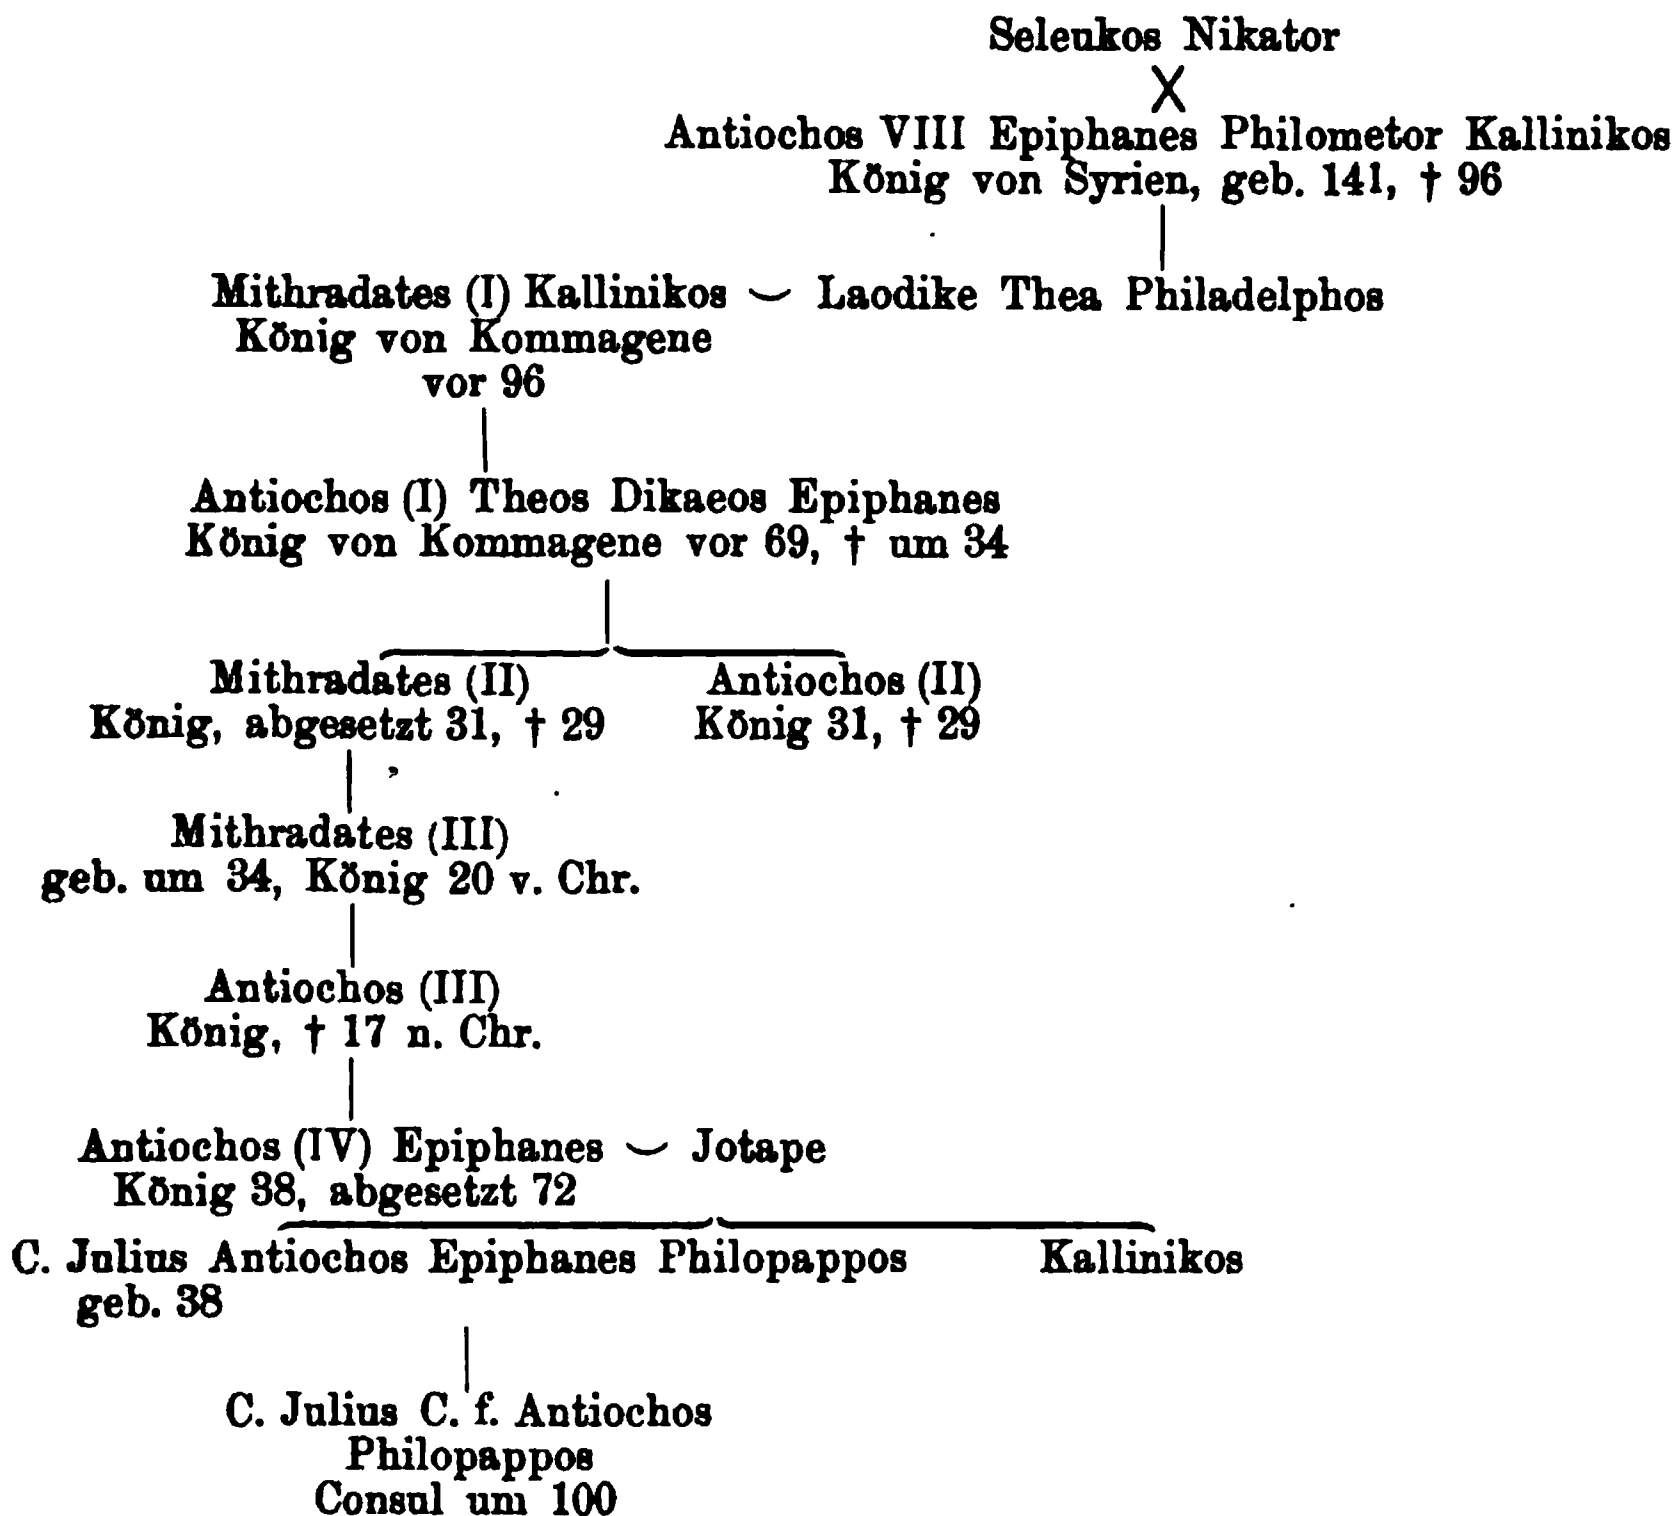 Seleukos Nikator
X
Antiochos VIII Epiphanes Philometor Kallinikos
König von Syrien, geb. 141, † 96
Mithradates (I) Kallinikos ⌣ Laodike Thea Philadelphos
König von Kommagene
vor 96
Antiochos (I) Theos Dikaeos Epiphanes
König von Kommagene vor 69, † um 34
Mithradates (II) Antiochos (II)
König, abgesetzt 31, † 29 König 31, † 29
Mithradates (III)
geb. um 34, König 20 v. Chr.
Antiochos (III)
König, † 17 n. Chr.
Antiochos (IV) Epiphanes ⌣ Jotape
König 38, abgesetzt 72
C. Julius Antiochos Epiphanes Philopappos Kallinikos
geb. 38
C. Julius C. f. Antiochos
Philopappos
Consul um 100